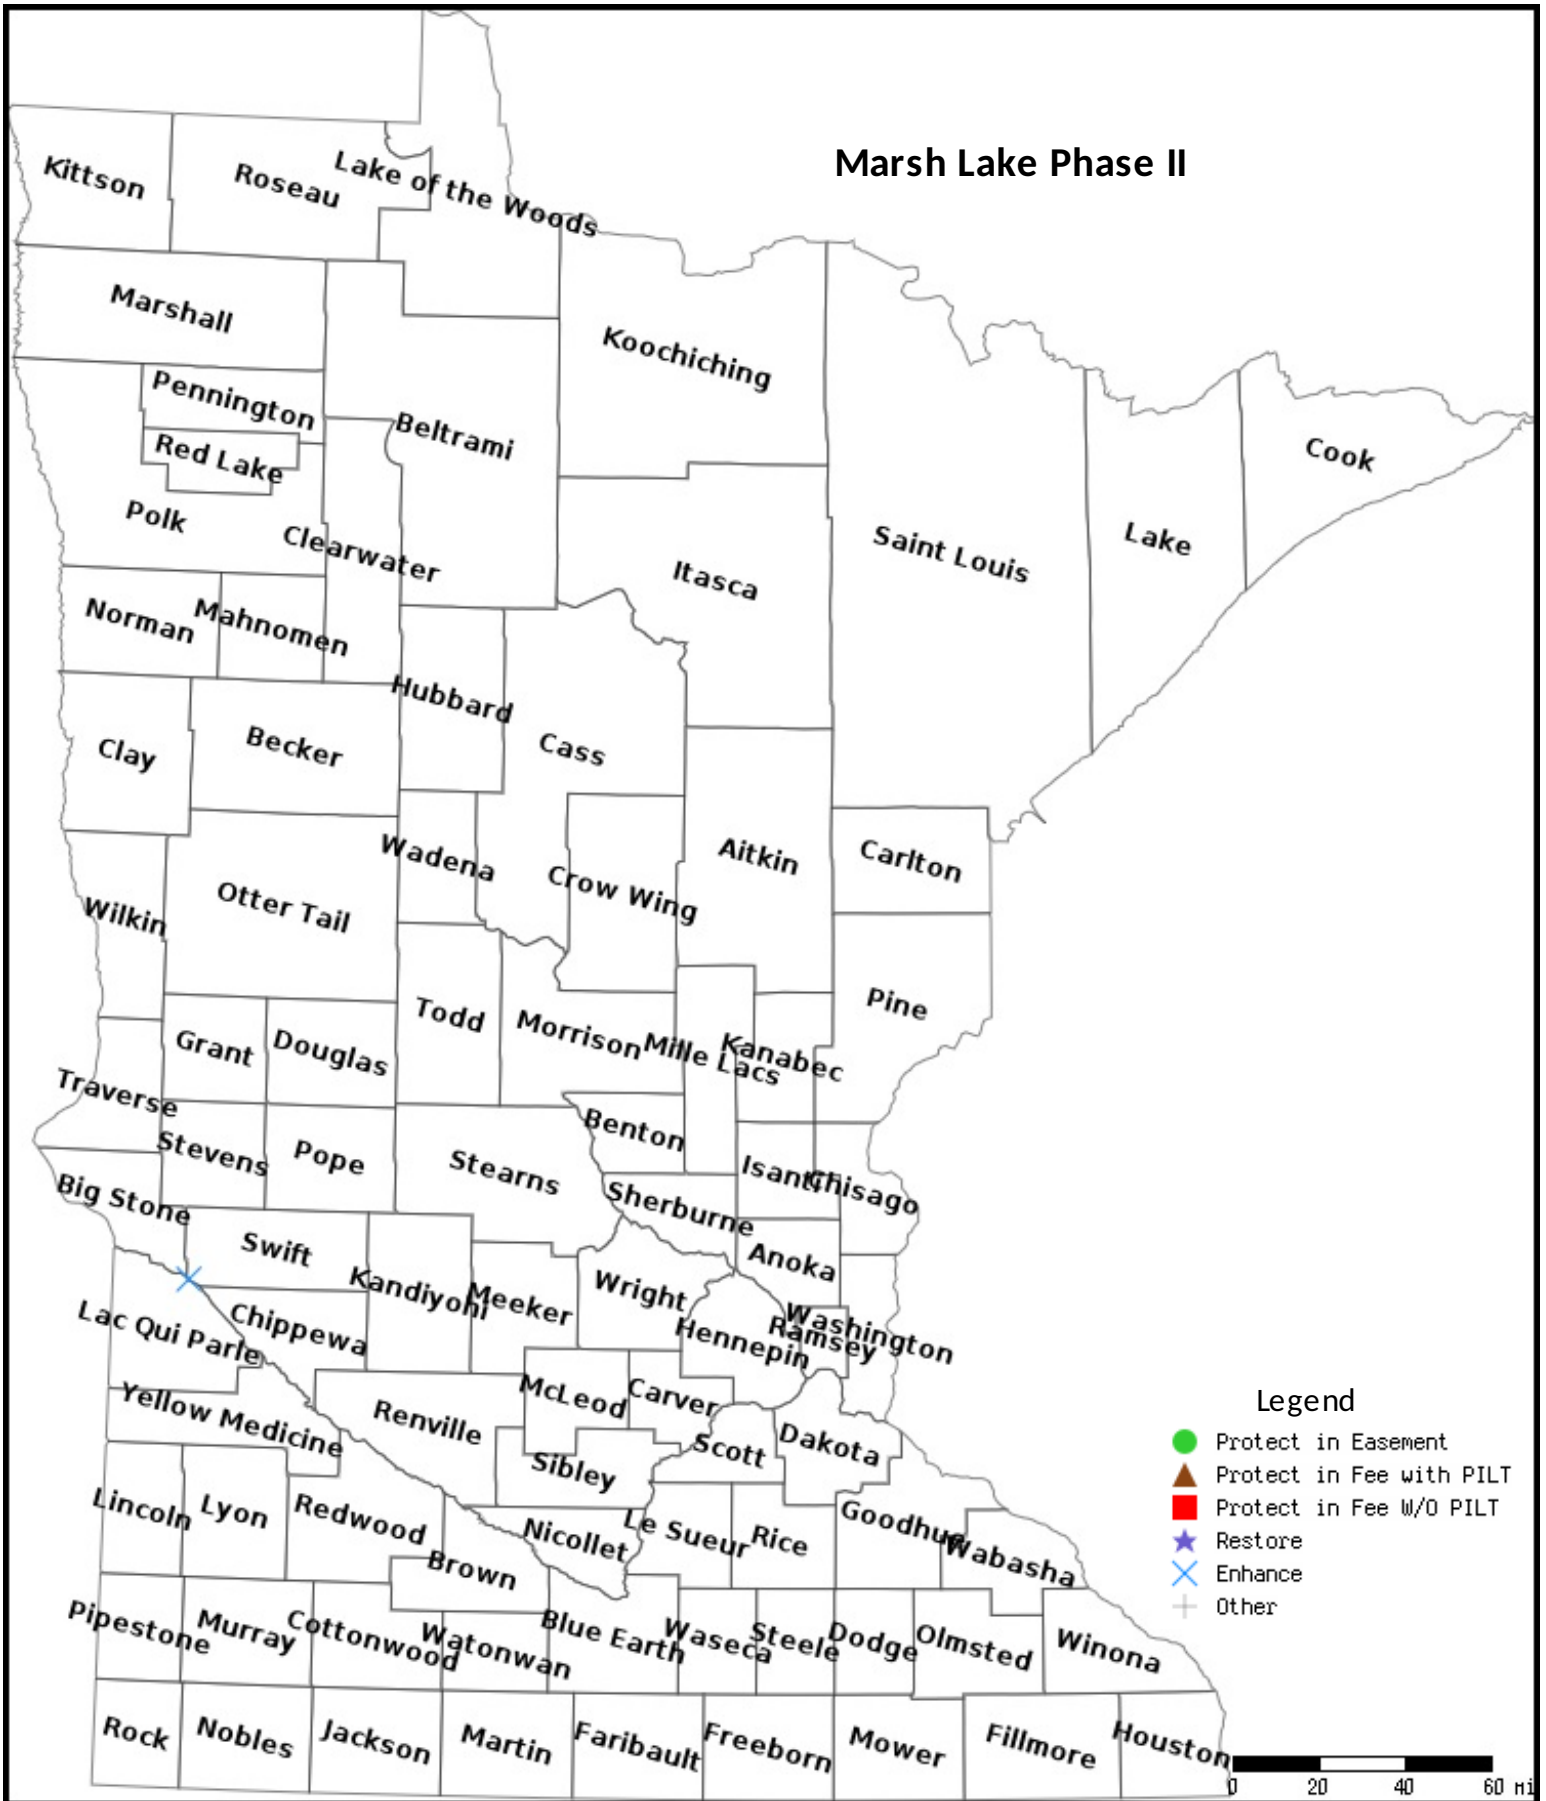 Marsh Lake Phase II
Kittson
Roseau
Lake of the Woods
Marshall
Koochiching
Pennington
Beltrami
Red Lake
Cook
Polk
Clearwater
Saint Louis
Lake
Itasca
Norman
Mahnomen
Hubbard
Clay
Becker
Cass
Wadena
Aitkin
Carlton
Otter Tail
Crow Wing
Wilkin
Pine
Todd
Morrison
Mille Lacs
Kanabec
Grant
Douglas
Traverse
Stevens
Pope
Stearns
Benton
Isanti
Chisago
Big Stone
Sherburne
Swift
Anoka
Kandiyohi
Meeker
Wright
Lac Qui Parle
Chippewa
Hennepin
Ramsey
Washington
Yellow Medicine
Renville
McLeod
Carver
Scott
Dakota
Sibley
Lincoln
Lyon
Redwood
Nicollet
Le Sueur
Rice
Goodhue
Wabasha
Brown
Pipestone
Murray
Cottonwood
Watonwan
Blue Earth
Waseca
Steele
Dodge
Olmsted
Winona
Rock
Nobles
Jackson
Martin
Faribault
Freeborn
Mower
Fillmore
Houston
Legend
Protect in Easement
Protect in Fee with PILT
Protect in Fee W/O PILT
Restore
Enhance
Other
0 20 40 60 mi